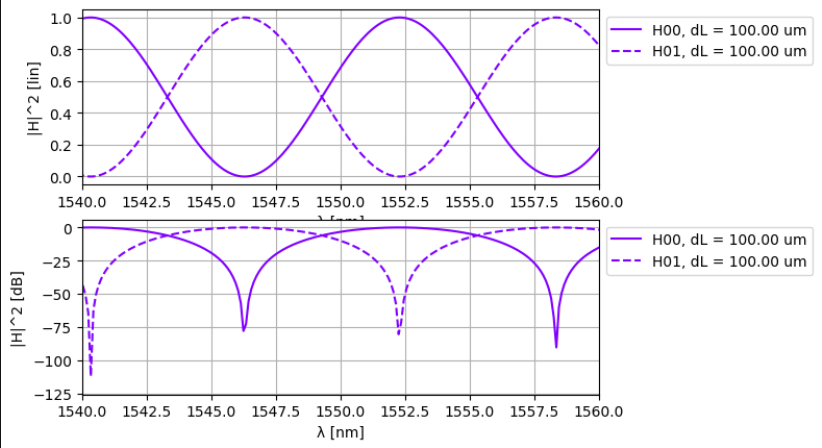 |H|^2 [lin]
1.0
0.8
0.6
0.4
0.2
0.0
1540.0 1542.5 1545.0 1547.5 1550.0 1552.5 1555.0 1557.5 1560.0
λ [nm]
H00, dL = 100.00 um
H01, dL = 100.00 um
|H|^2 [dB]
0
−25
−50
−75
−100
−125
1540.0 1542.5 1545.0 1547.5 1550.0 1552.5 1555.0 1557.5 1560.0
λ [nm]
H00, dL = 100.00 um
H01, dL = 100.00 um